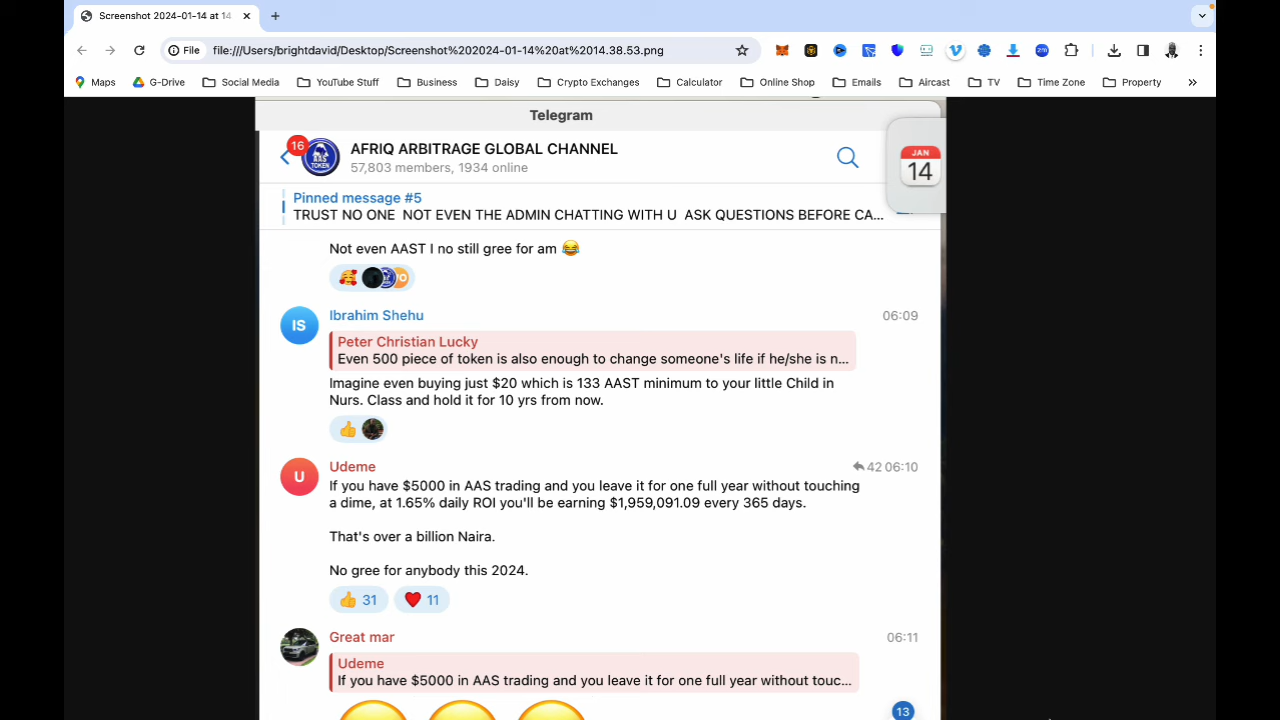 Screenshot 2024-01-14 at 14
File file:///Users/brightdavid/Desktop/Screenshot%202024-01-14%20at%2014.38.53.png
Maps G-Drive Social Media YouTube Stuff Business Daisy Crypto Exchanges Calculator Online Shop Emails Aircast TV Time Zone Property
Telegram
16
AAS
TOKEN
AFRIQ ARBITRAGE GLOBAL CHANNEL
57,803 members, 1934 online
JAN
14
Pinned message #5
TRUST NO ONE NOT EVEN THE ADMIN CHATTING WITH U ASK QUESTIONS BEFORE CA...
Not even AAST I no still gree for am 😂
IS
Ibrahim Shehu 06:09
Peter Christian Lucky
Even 500 piece of token is also enough to change someone's life if he/she is n...
Imagine even buying just $20 which is 133 AAST minimum to your little Child in
Nurs. Class and hold it for 10 yrs from now.
U
Udeme 42 06:10
If you have $5000 in AAS trading and you leave it for one full year without touching
a dime, at 1.65% daily ROI you'll be earning $1,959,091.09 every 365 days.
That's over a billion Naira.
No gree for anybody this 2024.
👍 31 ❤️ 11
Great mar 06:11
Udeme
If you have $5000 in AAS trading and you leave it for one full year without touc...
13